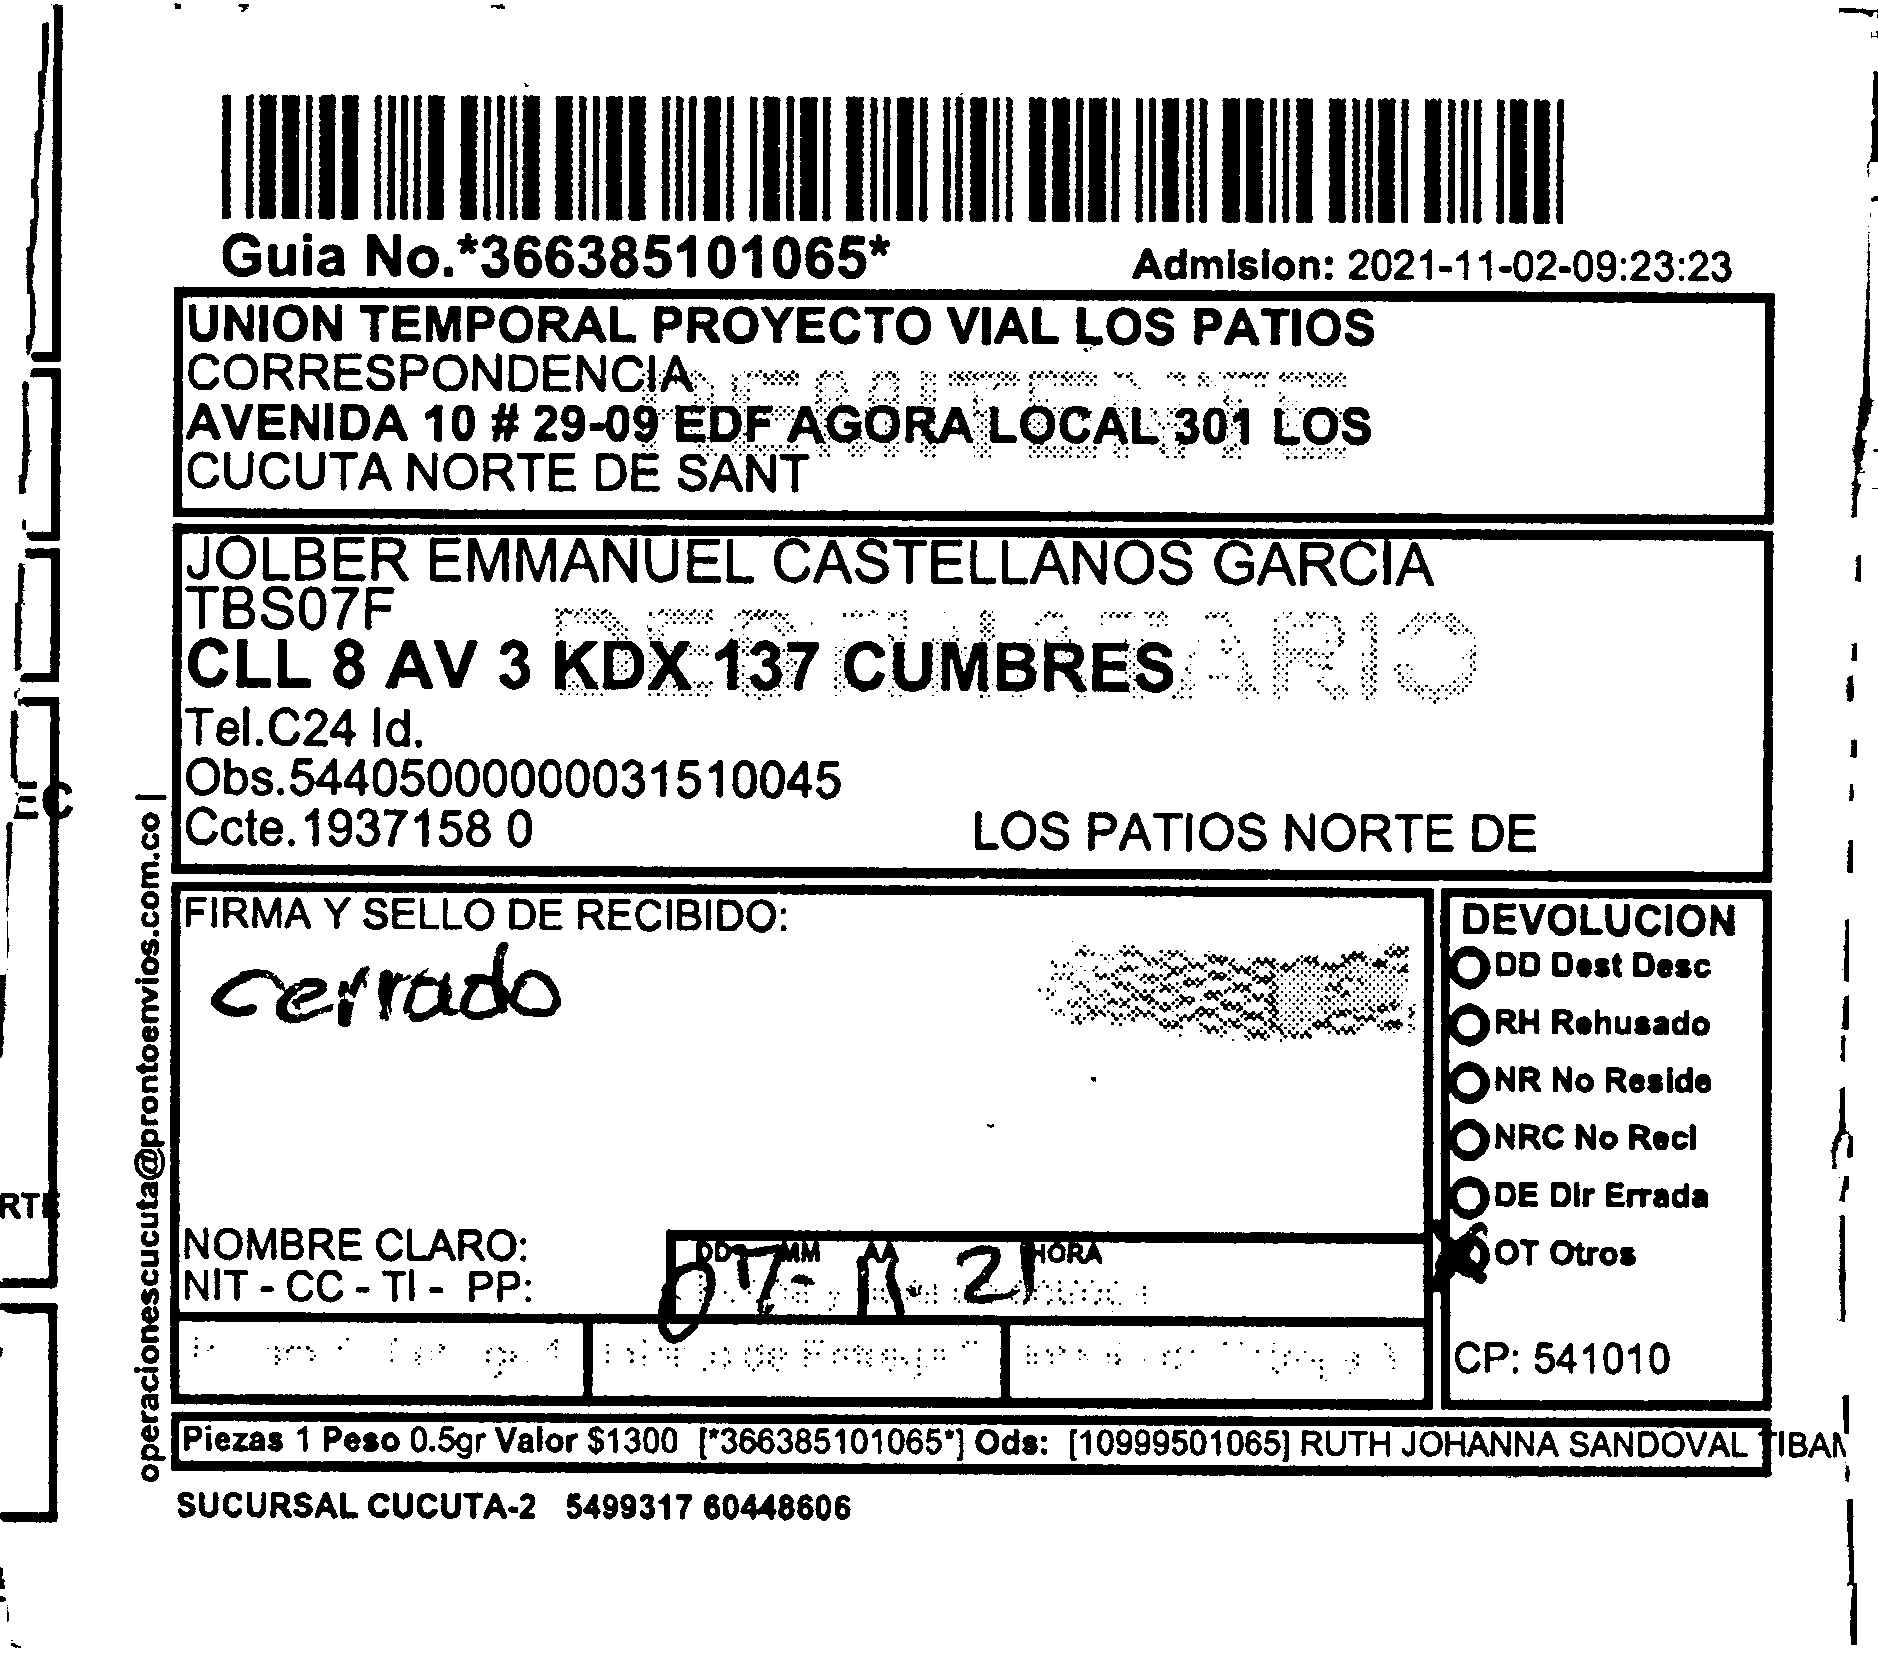 Guia No.*366385101065*
Admision: 2021-11-02-09:23:23
UNION TEMPORAL PROYECTO VIAL LOS PATIOS
CORRESPONDENCIA
REMITENTE
AVENIDA 10 # 29-09 EDF AGORA LOCAL 301 LOS
CUCUTA NORTE DE SANT
JOLBER EMMANUEL CASTELLANOS GARCIA
TBS07F
DESTINATARIO
CLL 8 AV 3 KDX 137 CUMBRES
Tel.C24 Id.
Obs.544050000000031510045
Ccte.1937158 0
LOS PATIOS NORTE DE
operacionescucuta@prontoenvios.com.co |
FIRMA Y SELLO DE RECIBIDO:
cerrado
NOMBRE CLARO:
NIT - CC - TI - PP:
DD MM AA HORA
07-11-21
DEVOLUCION
DD Dest Desc
RH Rehusado
NR No Reside
NRC No Recl
DE Dir Errada
OT Otros
CP: 541010
Piezas 1 Peso 0.5gr Valor $1300 [*366385101065*] Ods: [10999501065] RUTH JOHANNA SANDOVAL TIBAN
SUCURSAL CUCUTA-2 5499317 60448606
RTE